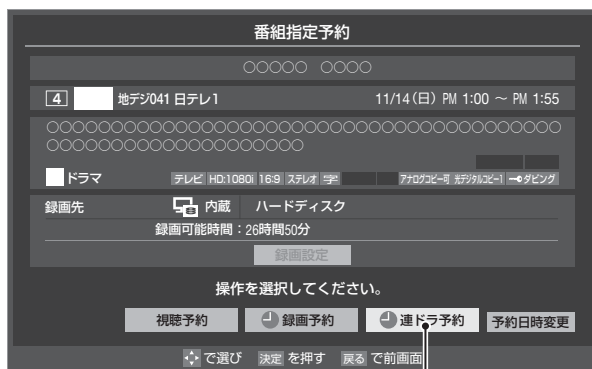 番組指定予約
○○○○○ ○○○○
4 地デジ041 日テレ1 11/14(日) PM 1:00 ～ PM 1:55
○○○○○○○○○○○○○○○○○○○○○○○○○○○○○○○○○○○○○○○○
○○○○○○○○○○○○○○○○○○○○
ドラマ テレビ HD:1080i 16:9 ステレオ 字 アナログコピー可 光デジタルコピー1 ダビング
録画先 内蔵 ハードディスク
録画可能時間：26時間50分
録画設定
操作を選択してください。
視聴予約 録画予約 連ドラ予約 予約日時変更
で選び 決定 を押す 戻る で前画面